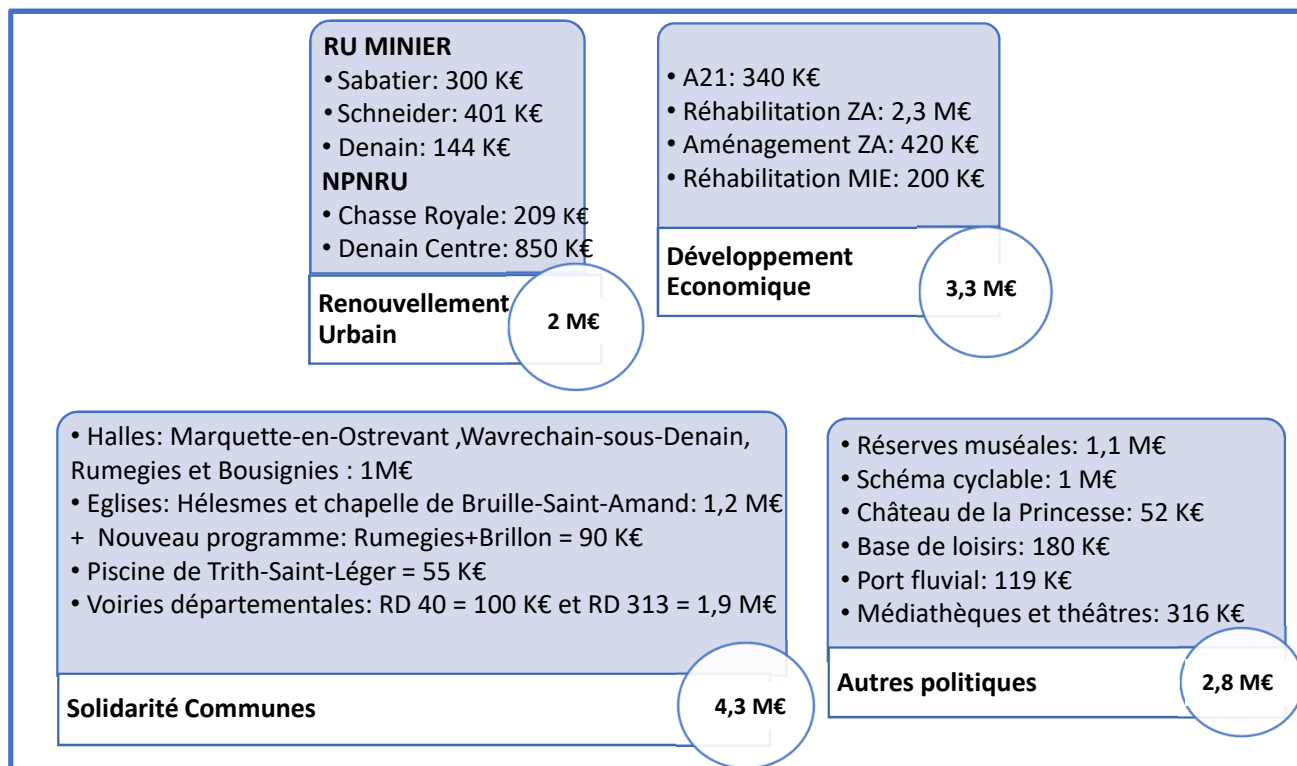 RU MINIER
• Sabatier: 300 K€
• Schneider: 401 K€
• Denain: 144 K€
NPNRU
• Chasse Royale: 209 K€
• Denain Centre: 850 K€
Renouvellement
Urbain
2 M€
• A21: 340 K€
• Réhabilitation ZA: 2,3 M€
• Aménagement ZA: 420 K€
• Réhabilitation MIE: 200 K€
Développement
Economique
3,3 M€
• Halles: Marquette-en-Ostrevant ,Wavrechain-sous-Denain,
Rumegies et Bousignies : 1M€
• Eglises: Hélesmes et chapelle de Bruille-Saint-Amand: 1,2 M€
+ Nouveau programme: Rumegies+Brillon = 90 K€
• Piscine de Trith-Saint-Léger = 55 K€
• Voiries départementales: RD 40 = 100 K€ et RD 313 = 1,9 M€
Solidarité Communes
4,3 M€
• Réserves muséales: 1,1 M€
• Schéma cyclable: 1 M€
• Château de la Princesse: 52 K€
• Base de loisirs: 180 K€
• Port fluvial: 119 K€
• Médiathèques et théâtres: 316 K€
Autres politiques
2,8 M€